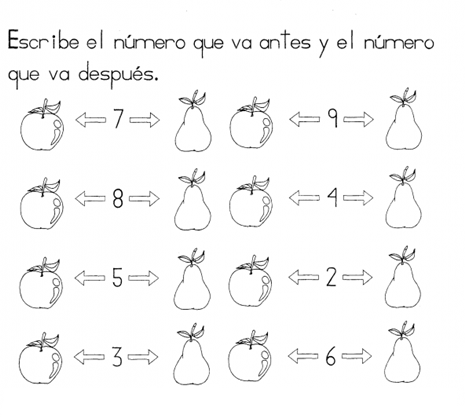 Escribe el número que va antes y el número
que va después.
7 9
8 4
5 2
3 6